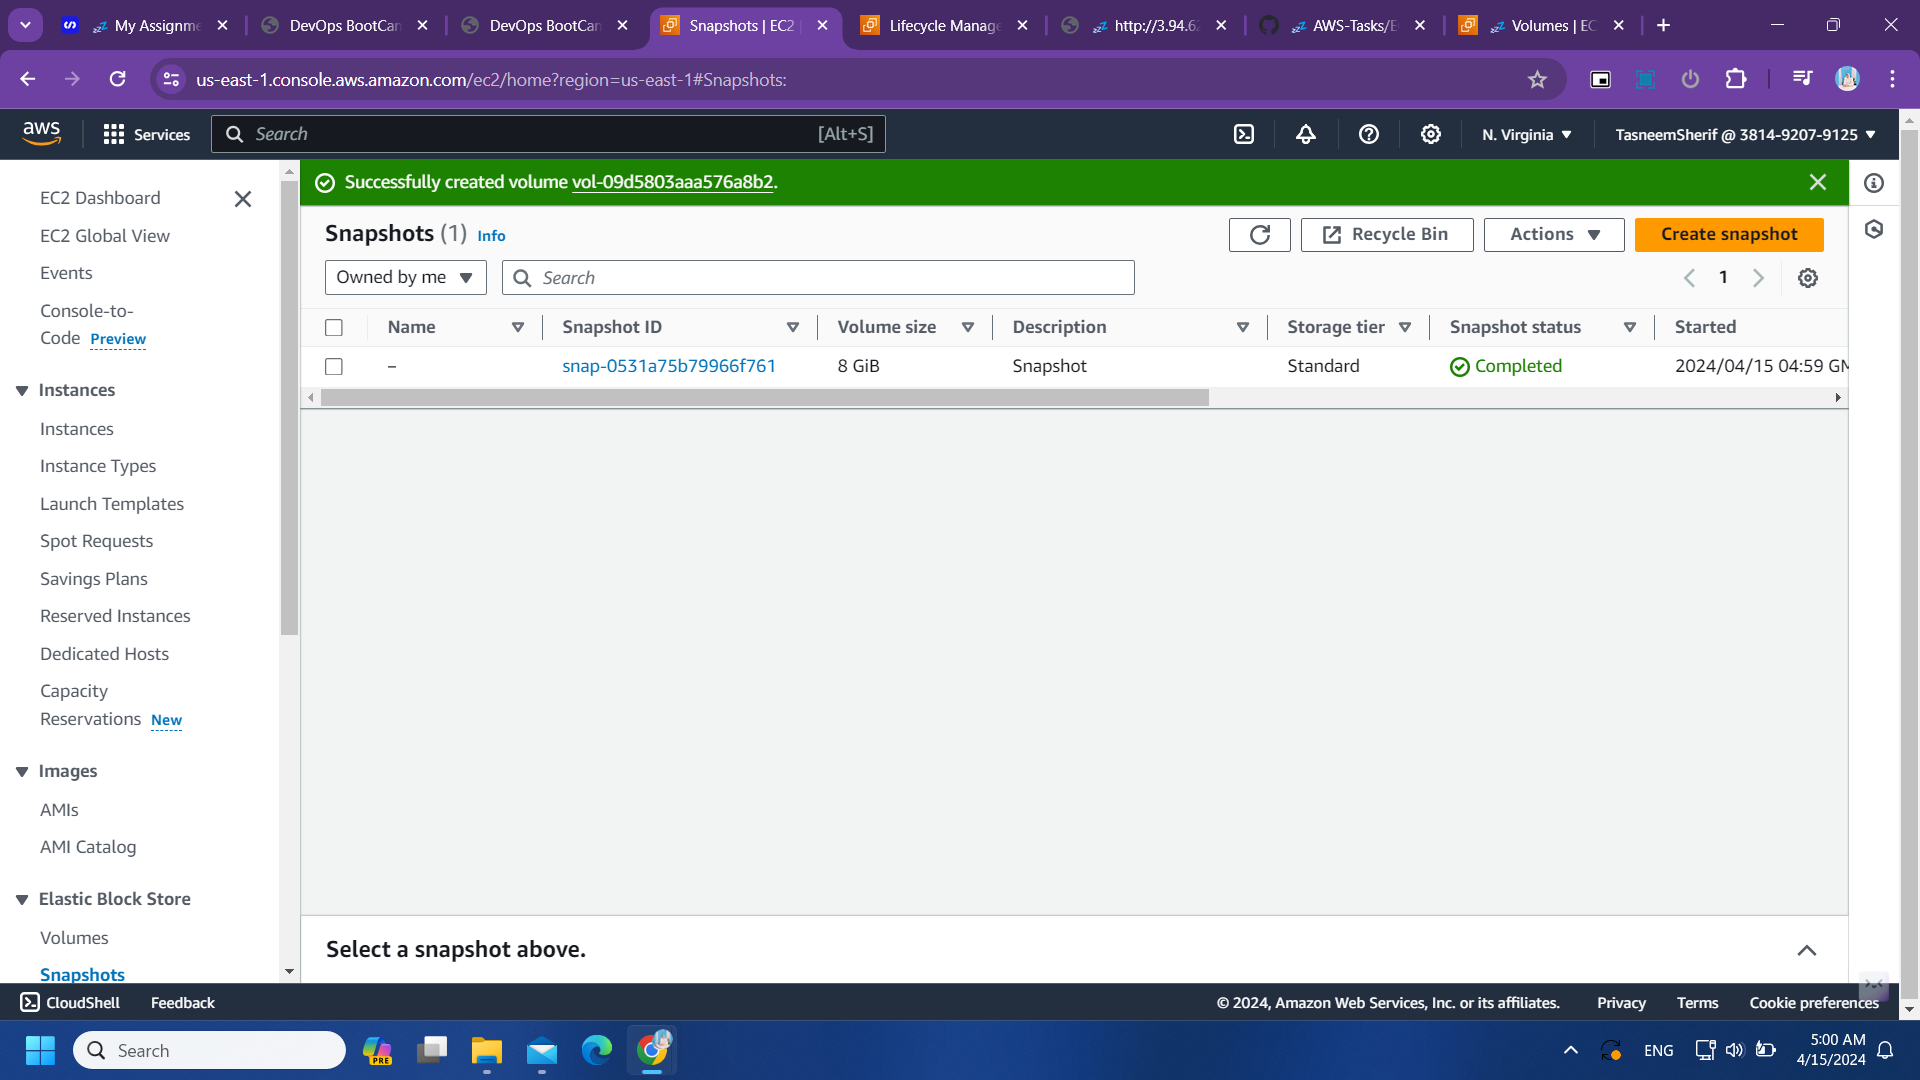 My Assignme
DevOps BootCam
DevOps BootCam
Snapshots | EC2
Lifecycle Manage
http://3.94.62
AWS-Tasks/E
Volumes | EC
us-east-1.console.aws.amazon.com/ec2/home?region=us-east-1#Snapshots:
aws
Services
Search
[Alt+S]
N. Virginia
TasneemSherif @ 3814-9207-9125
EC2 Dashboard
EC2 Global View
Events
Console-to-
Code Preview
Instances
Instances
Instance Types
Launch Templates
Spot Requests
Savings Plans
Reserved Instances
Dedicated Hosts
Capacity
Reservations New
Images
AMIs
AMI Catalog
Elastic Block Store
Volumes
Snapshots
Successfully created volume vol-09d5803aaa576a8b2.
Snapshots (1) Info
Recycle Bin
Actions
Create snapshot
Owned by me
Search
1
Name Snapshot ID Volume size Description Storage tier Snapshot status Started
– snap-0531a75b79966f761 8 GiB Snapshot Standard Completed 2024/04/15 04:59 GM
Select a snapshot above.
CloudShell Feedback
© 2024, Amazon Web Services, Inc. or its affiliates. Privacy Terms Cookie preferences
Search
PRE
ENG
5:00 AM
4/15/2024